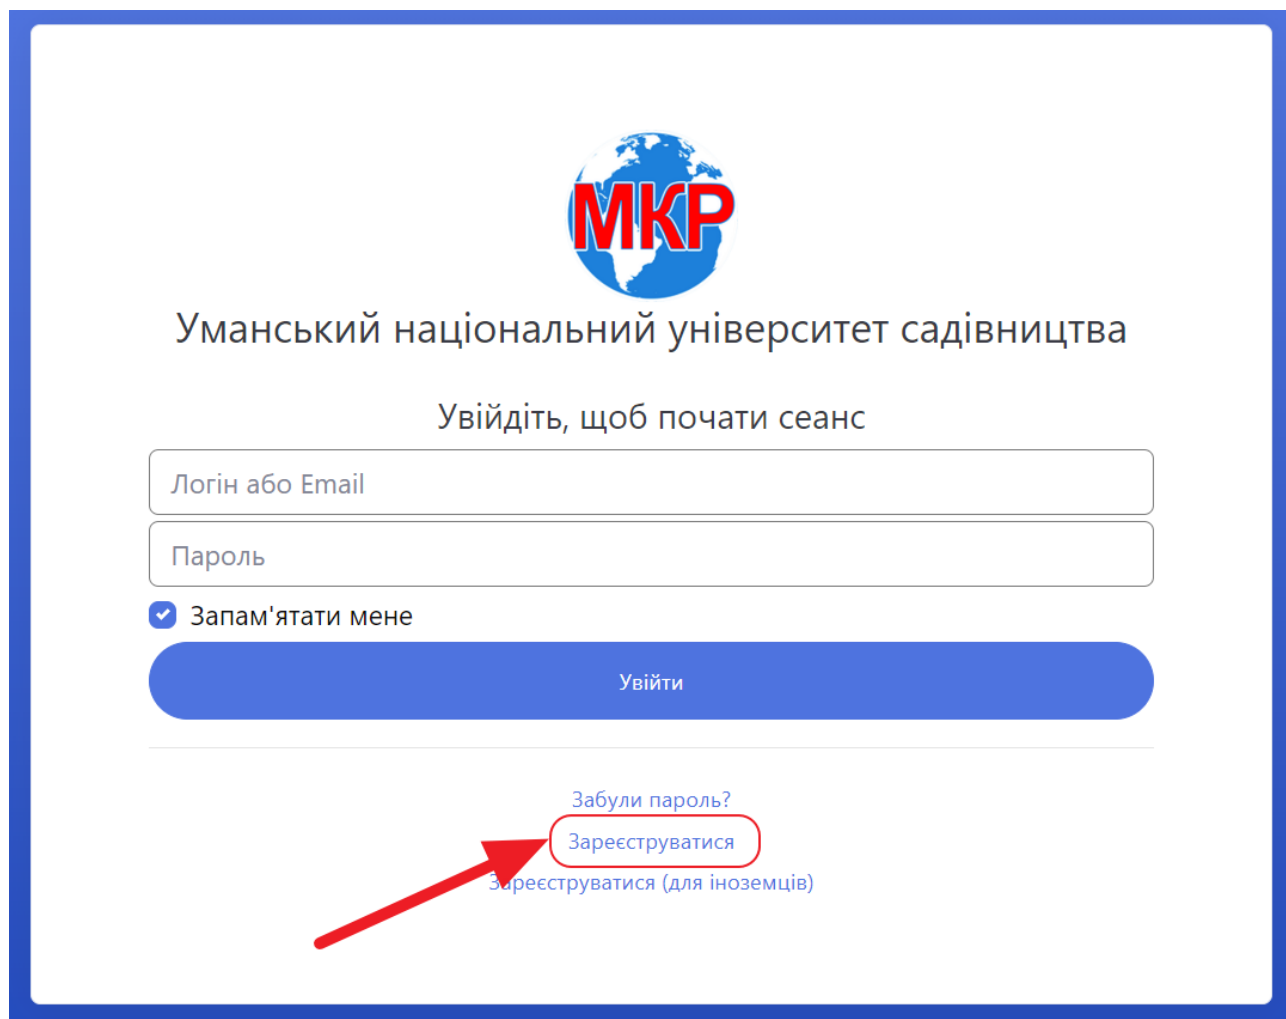 МКР
Уманський національний університет садівництва
Увійдіть, щоб почати сеанс
Логін або Email
Пароль
Запам'ятати мене
Увійти
Забули пароль?
Зареєструватися
Зареєструватися (для іноземців)